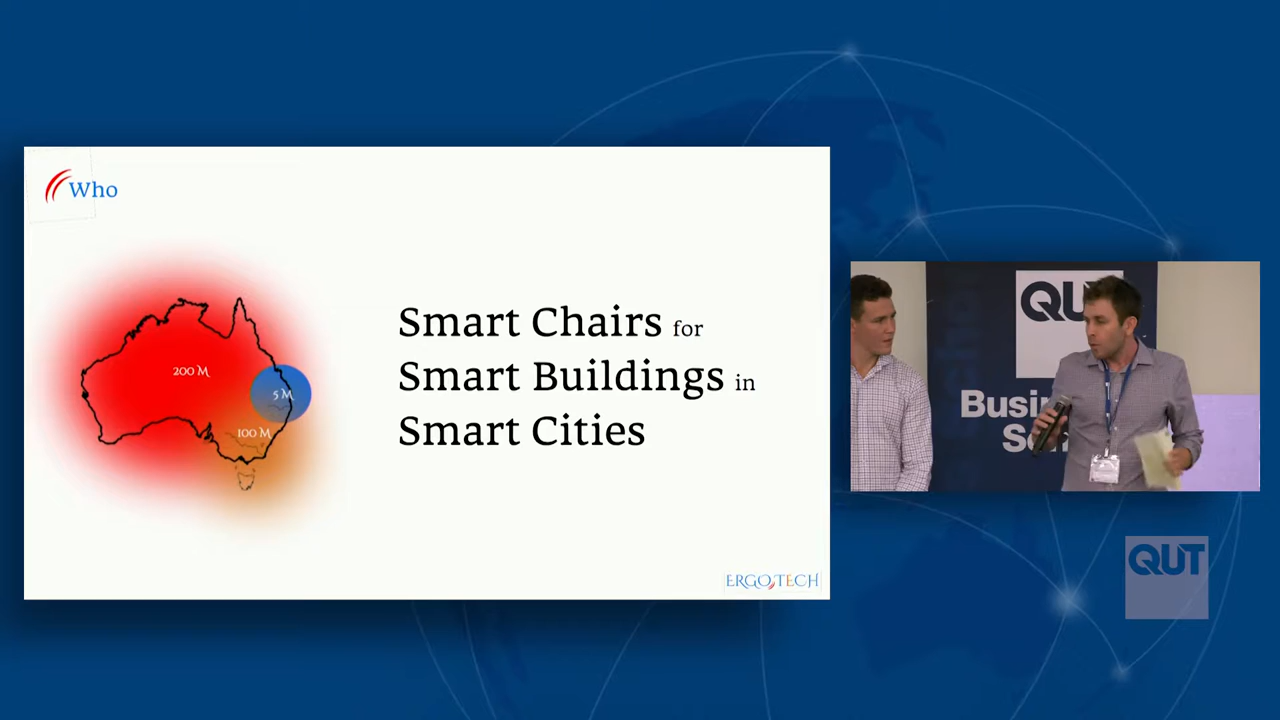 Who
200 M
5 M
100 M
Smart Chairs for
Smart Buildings in
Smart Cities
ERGOTECH
QUT
QUT